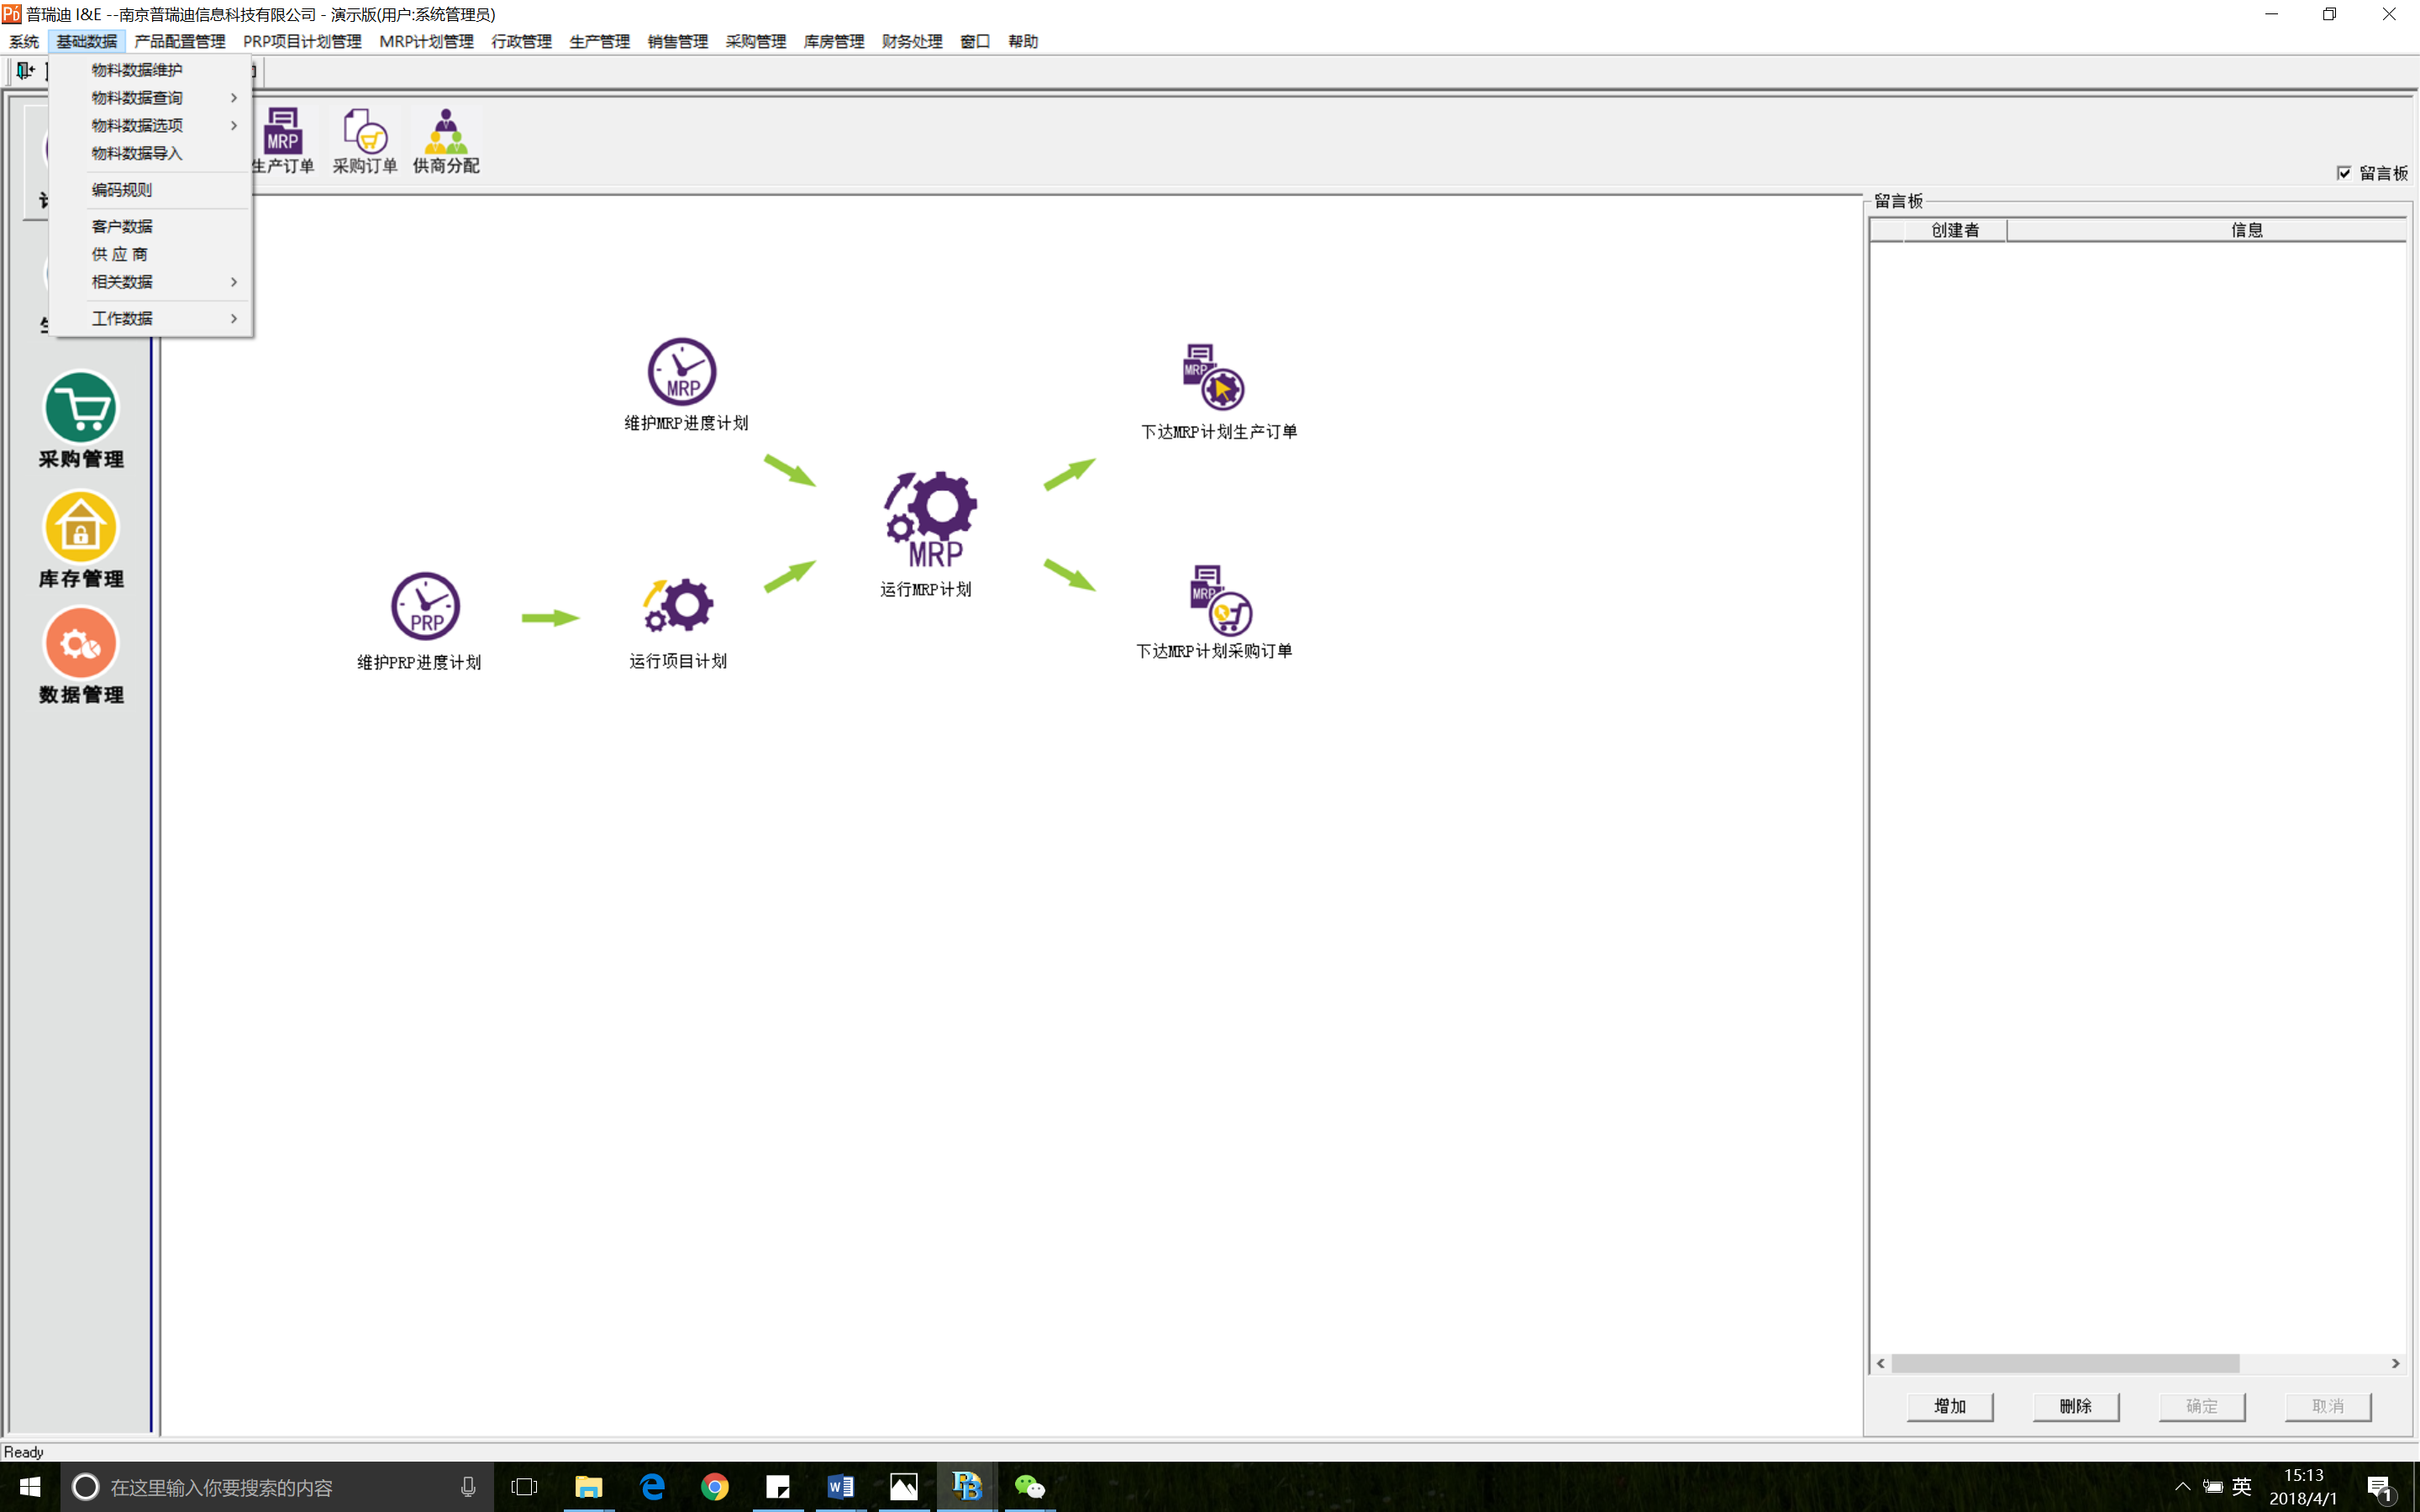 普瑞迪 I&E --南京普瑞迪信息科技有限公司 - 演示版(用户:系统管理员)
系统 基础数据 产品配置管理 PRP项目计划管理 MRP计划管理 行政管理 生产管理 销售管理 采购管理 库房管理 财务处理 窗口 帮助
物料数据维护
物料数据查询
物料数据选项
物料数据导入
编码规则
客户数据
供 应 商
相关数据
工作数据
MRP
生产订单 采购订单 供商分配
留言板
留言板
创建者 信息
采购管理
库存管理
数据管理
MRP
维护MRP进度计划
MRP
下达MRP计划生产订单
MRP
运行MRP计划
PRP
维护PRP进度计划
运行项目计划
MRP
下达MRP计划采购订单
增加 删除 确定 取消
Ready
在这里输入你要搜索的内容
英
15:13
2018/4/1
1